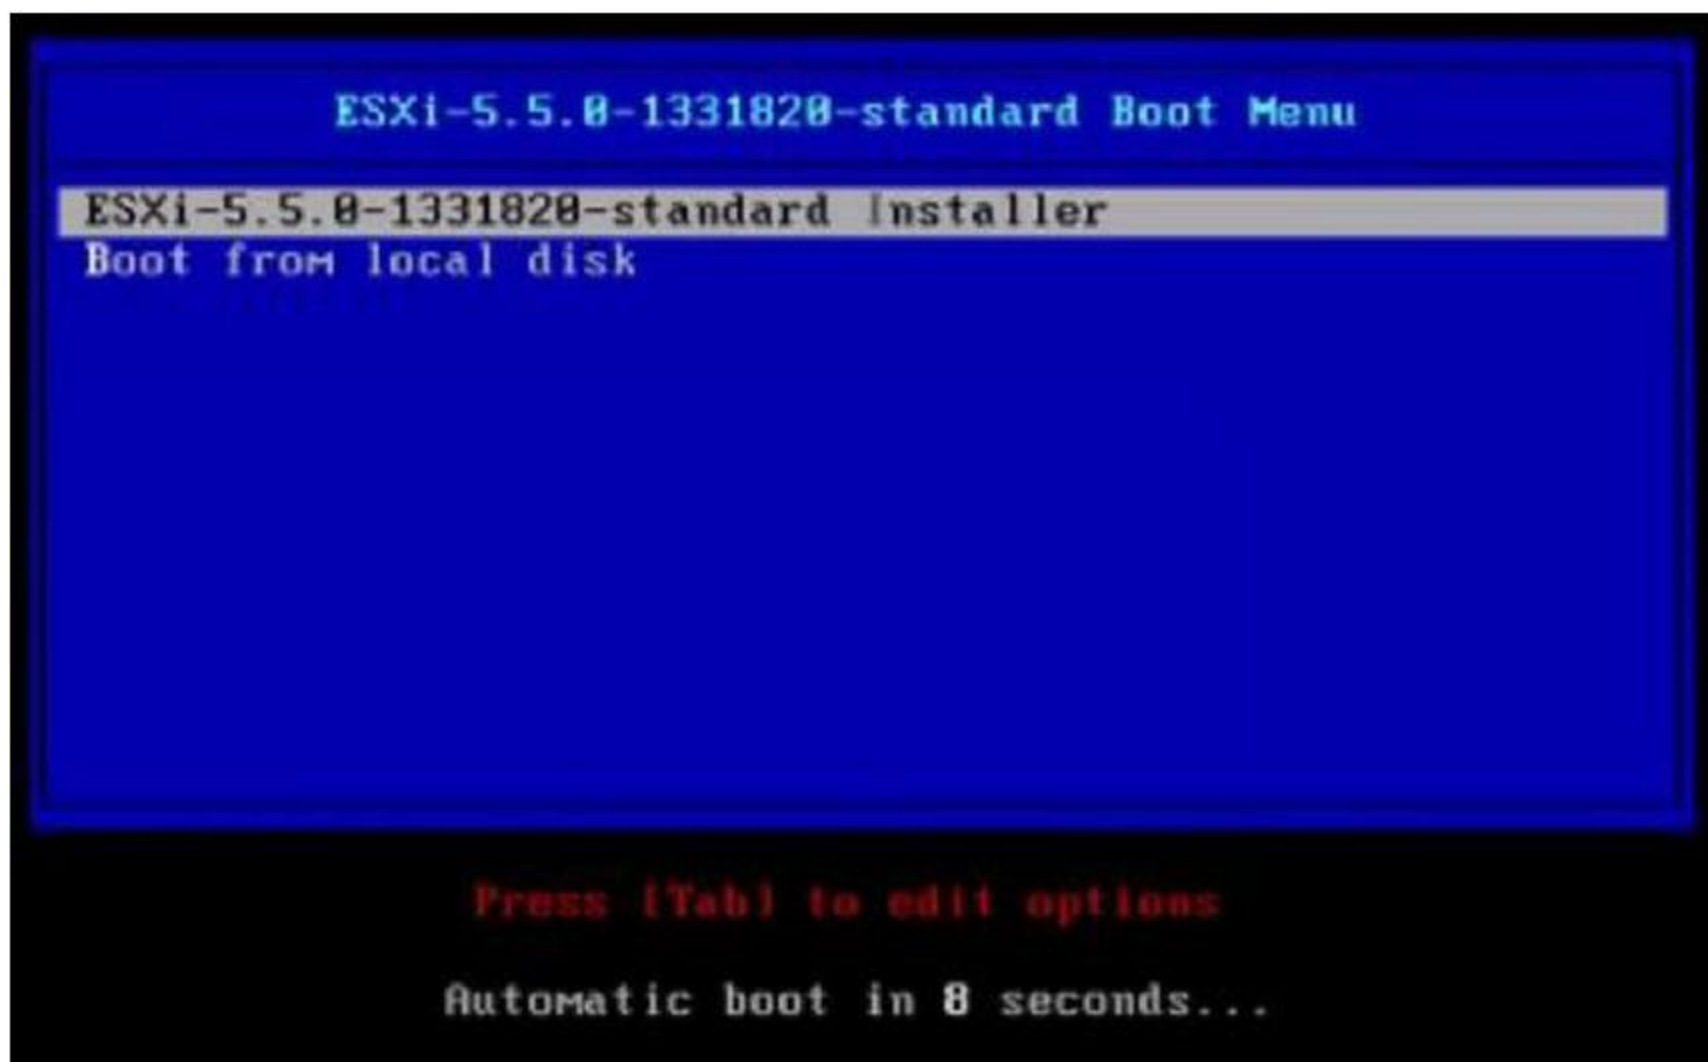 ESXi-5.5.0-1331820-standard Boot Menu
ESXi-5.5.0-1331820-standard Installer
Boot from local disk
Press [Tab] to edit options
Automatic boot in 8 seconds...